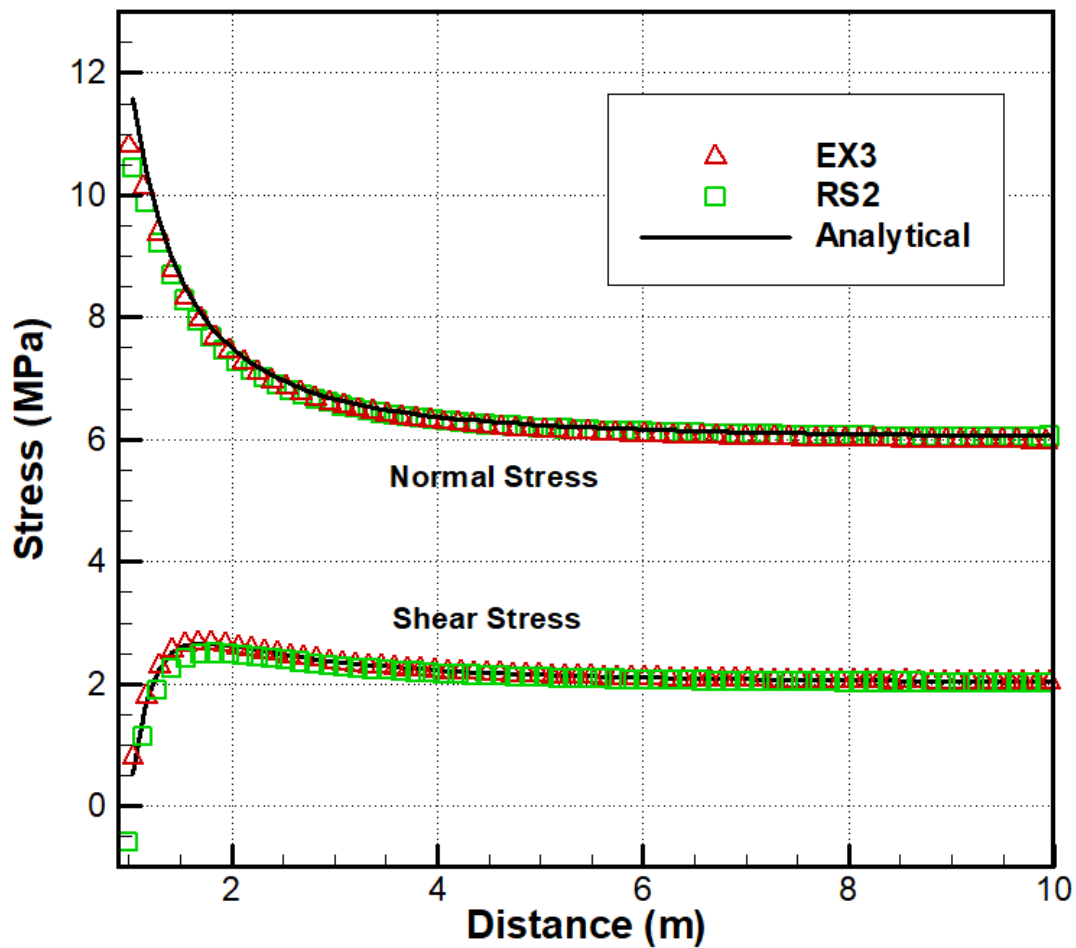 12
10
8
6
4
2
0
Stress (MPa)
EX3
RS2
Analytical
Normal Stress
Shear Stress
2
4
6
8
10
Distance (m)